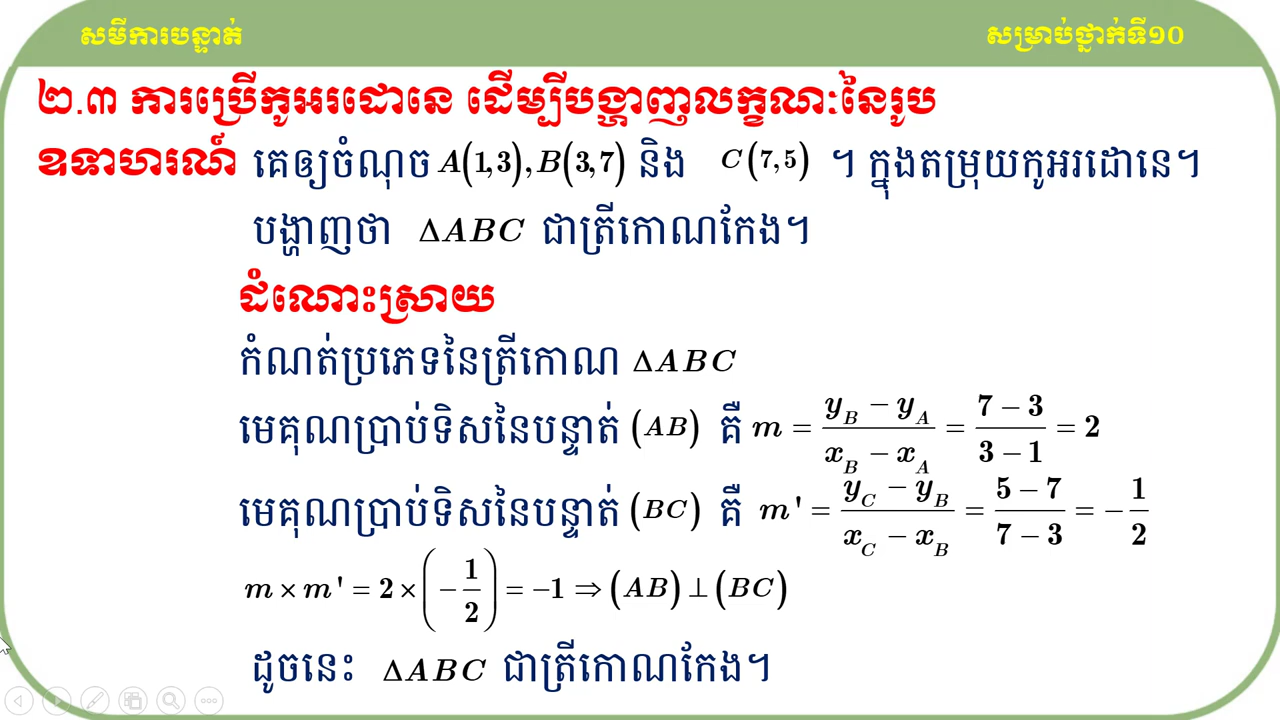 សមីការបន្ទាត់
សម្រាប់ថ្នាក់ទី១០
២.៣ ការប្រើកូអរដោនេ ដើម្បីបង្ហាញលក្ខណៈនៃរូប
ឧទាហរណ៍ គេឲ្យចំណុច A(1,3), B(3,7) និង C(7,5) ។ ក្នុងតម្រុយកូអរដោនេ។
បង្ហាញថា ΔABC ជាត្រីកោណកែង។
ដំណោះស្រាយ
កំណត់ប្រភេទនៃត្រីកោណ ΔABC
មេគុណប្រាប់ទិសនៃបន្ទាត់ (AB) គឺ m = (y_B − y_A)/(x_B − x_A) = (7 − 3)/(3 − 1) = 2
មេគុណប្រាប់ទិសនៃបន្ទាត់ (BC) គឺ m' = (y_C − y_B)/(x_C − x_B) = (5 − 7)/(7 − 3) = −1/2
m × m' = 2 × (−1/2) = −1 ⇒ (AB) ⊥ (BC)
ដូចនេះ ΔABC ជាត្រីកោណកែង។